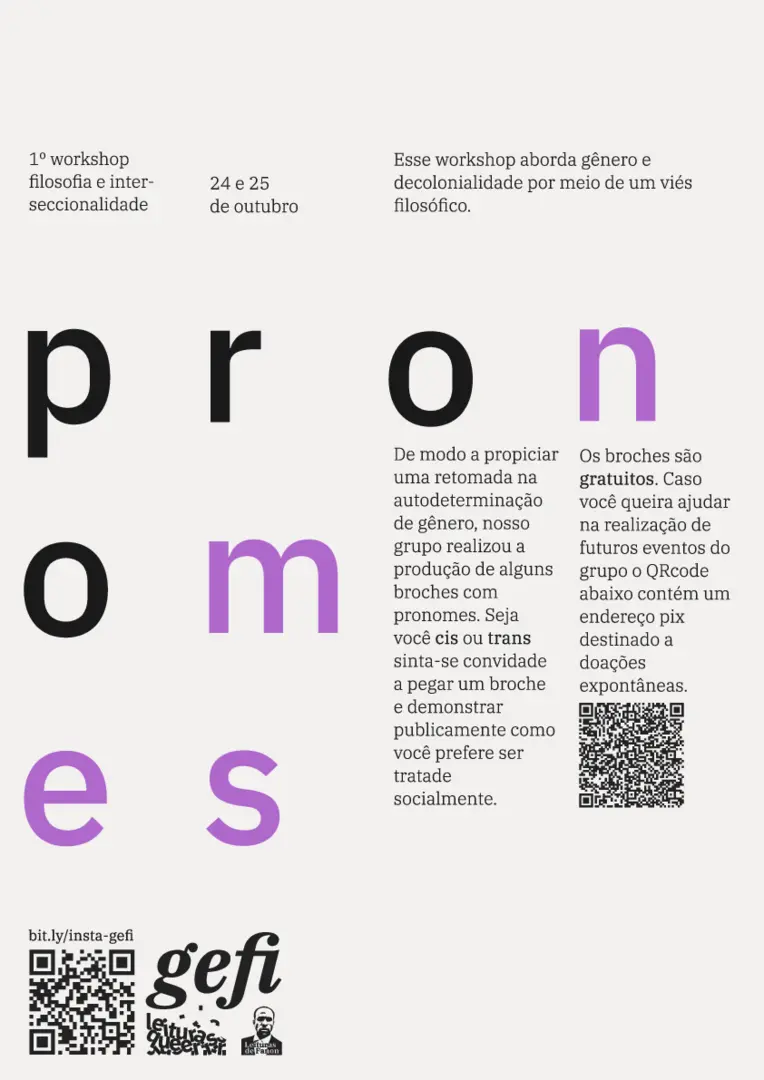 1º workshop
filosofia e inter-
seccionalidade
24 e 25
de outubro
Esse workshop aborda gênero e
decolonialidade por meio de um viés
filosófico.
p r o n
o m
e s
De modo a propiciar
uma retomada na
autodeterminação
de gênero, nosso
grupo realizou a
produção de alguns
broches com
pronomes. Seja
você cis ou trans
sinta-se convidade
a pegar um broche
e demonstrar
publicamente como
você prefere ser
tratade
socialmente.
Os broches são
gratuitos. Caso
você queira ajudar
na realização de
futuros eventos do
grupo o QRcode
abaixo contém um
endereço pix
destinado a
doações
expontâneas.
bit.ly/insta-gefi
gefi
leituras
Leituras
de Fanon